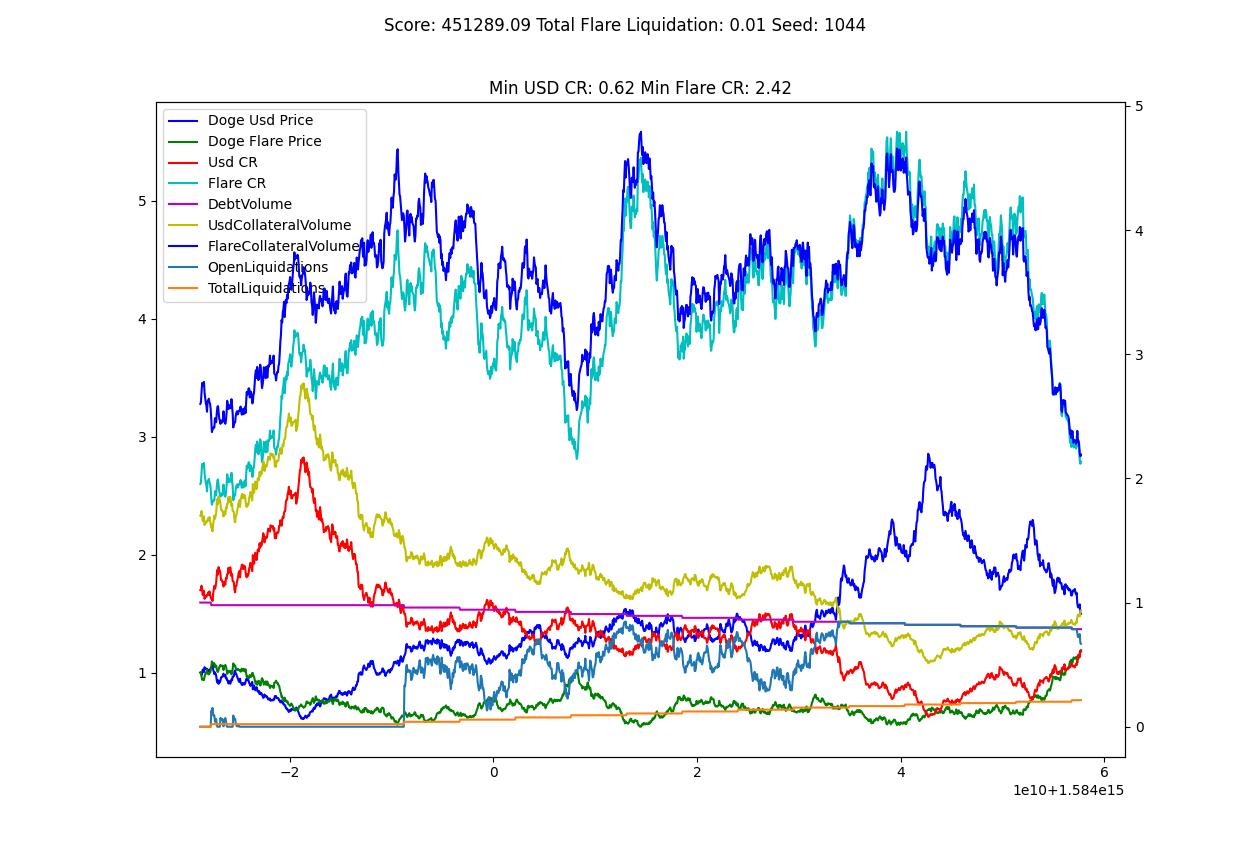 Score: 451289.09 Total Flare Liquidation: 0.01 Seed: 1044
Min USD CR: 0.62 Min Flare CR: 2.42
Doge Usd Price
Doge Flare Price
Usd CR
Flare CR
DebtVolume
UsdCollateralVolume
FlareCollateralVolume
OpenLiquidations
TotalLiquidations
5
4
3
2
1
5
4
3
2
1
0
−2
0
2
4
6
1e10+1.584e15